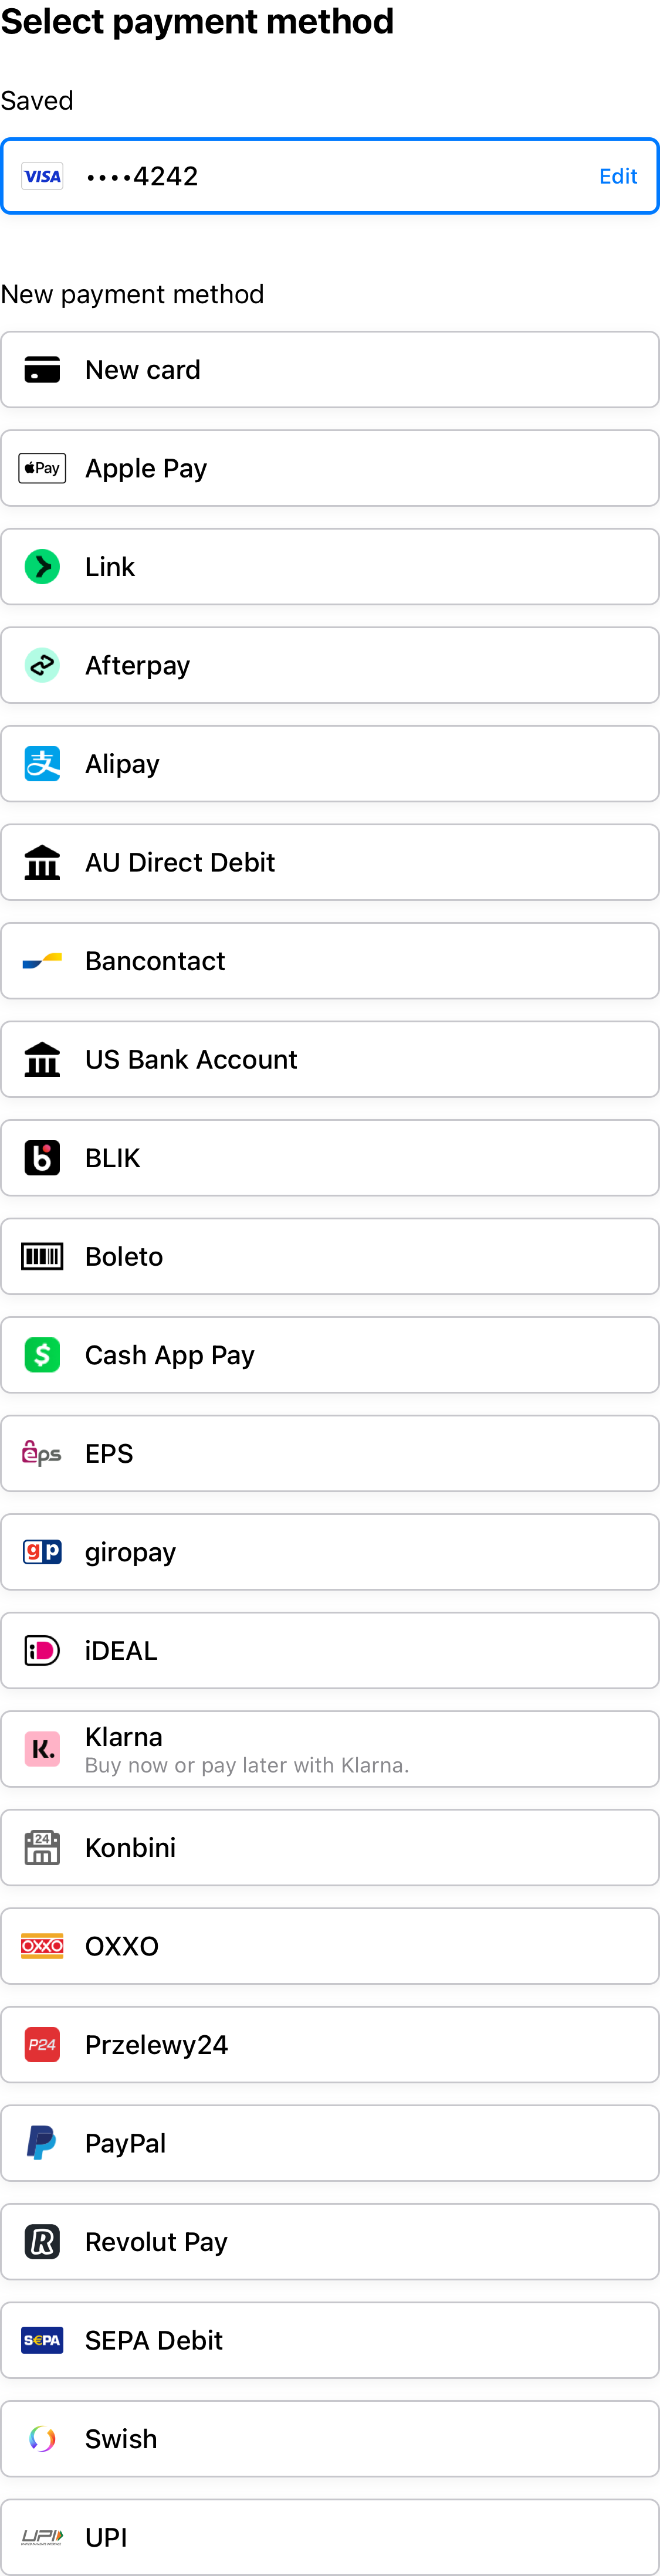 Select payment method
Saved
VISA ••••4242 Edit
New payment method
New card
Pay Apple Pay
Link
Afterpay
支 Alipay
AU Direct Debit
Bancontact
US Bank Account
b BLIK
Boleto
$ Cash App Pay
eps EPS
gp giropay
iD iDEAL
K. Klarna
Buy now or pay later with Klarna.
24 Konbini
OXXO OXXO
P24 Przelewy24
P PayPal
R Revolut Pay
S€PA SEPA Debit
Swish
UPI UPI